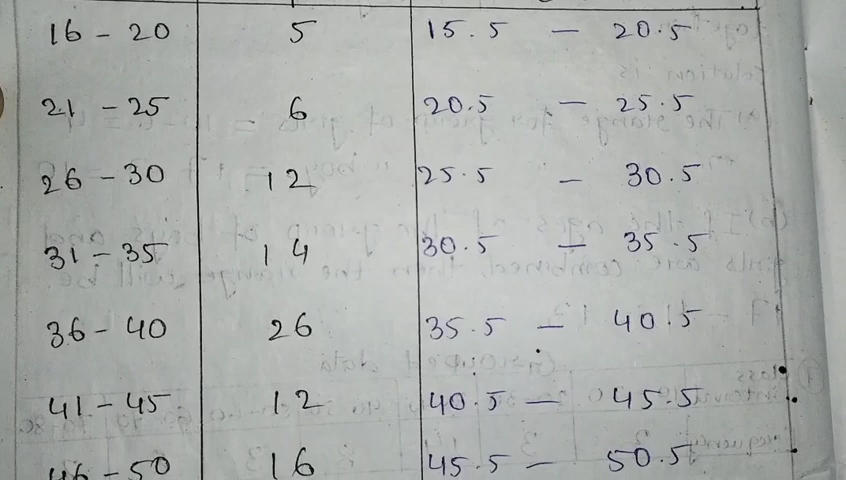 16 - 20 5 15.5 - 20.5
21 - 25 6 20.5 - 25.5
26 - 30 12 25.5 - 30.5
31 - 35 14 30.5 - 35.5
36 - 40 26 35.5 - 40.5
41 - 45 12 40.5 - 45.5
46 - 50 16 45.5 - 50.5